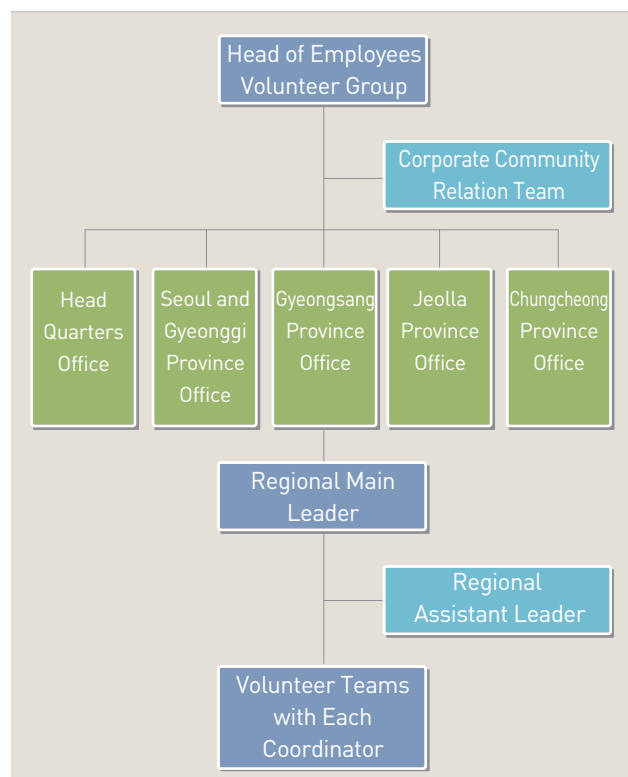 Head of Employees
Volunteer Group
Corporate Community
Relation Team
Head
Quarters
Office
Seoul and
Gyeonggi
Province
Office
Gyeongsang
Province
Office
Jeolla
Province
Office
Chungcheong
Province
Office
Regional Main
Leader
Regional
Assistant Leader
Volunteer Teams
with Each
Coordinator